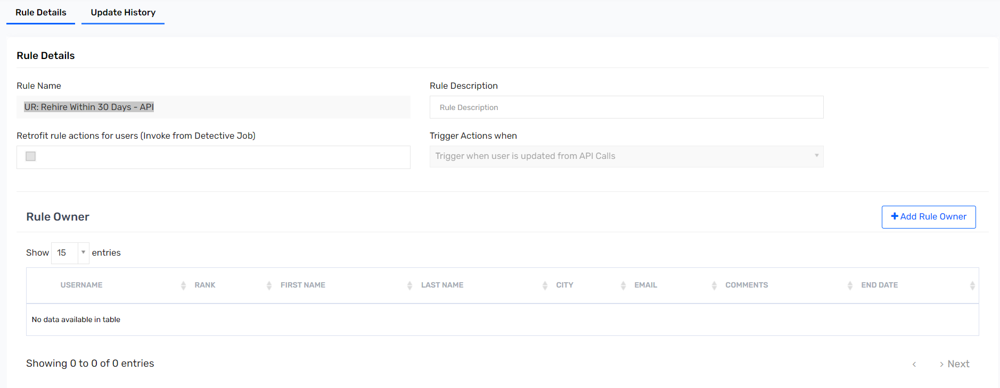 Rule Details
Update History
Rule Details
Rule Name
Rule Description
UR: Rehire Within 30 Days - API
Rule Description
Retrofit rule actions for users (Invoke from Detective Job)
Trigger Actions when
Trigger when user is updated from API Calls
Rule Owner
+ Add Rule Owner
Show 15 entries
USERNAME RANK FIRST NAME LAST NAME CITY EMAIL COMMENTS END DATE
No data available in table
Showing 0 to 0 of 0 entries
< > Next